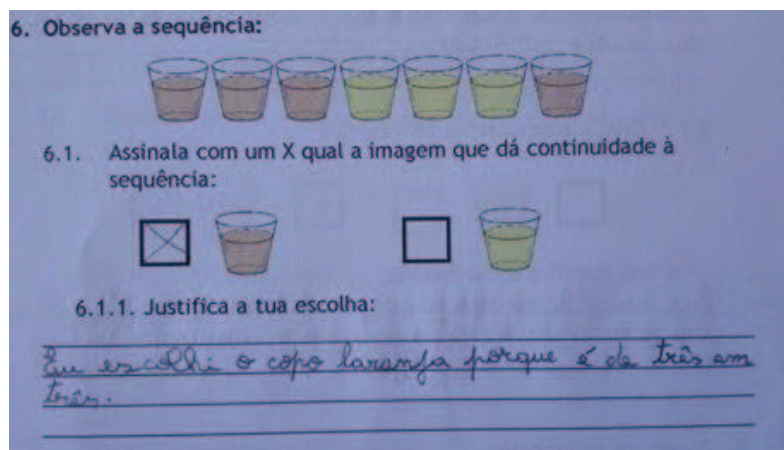 6. Observa a sequência:
6.1. Assinala com um X qual a imagem que dá continuidade à
sequência:
6.1.1. Justifica a tua escolha:
Eu escolhi o copo laranja porque é de três em
três.